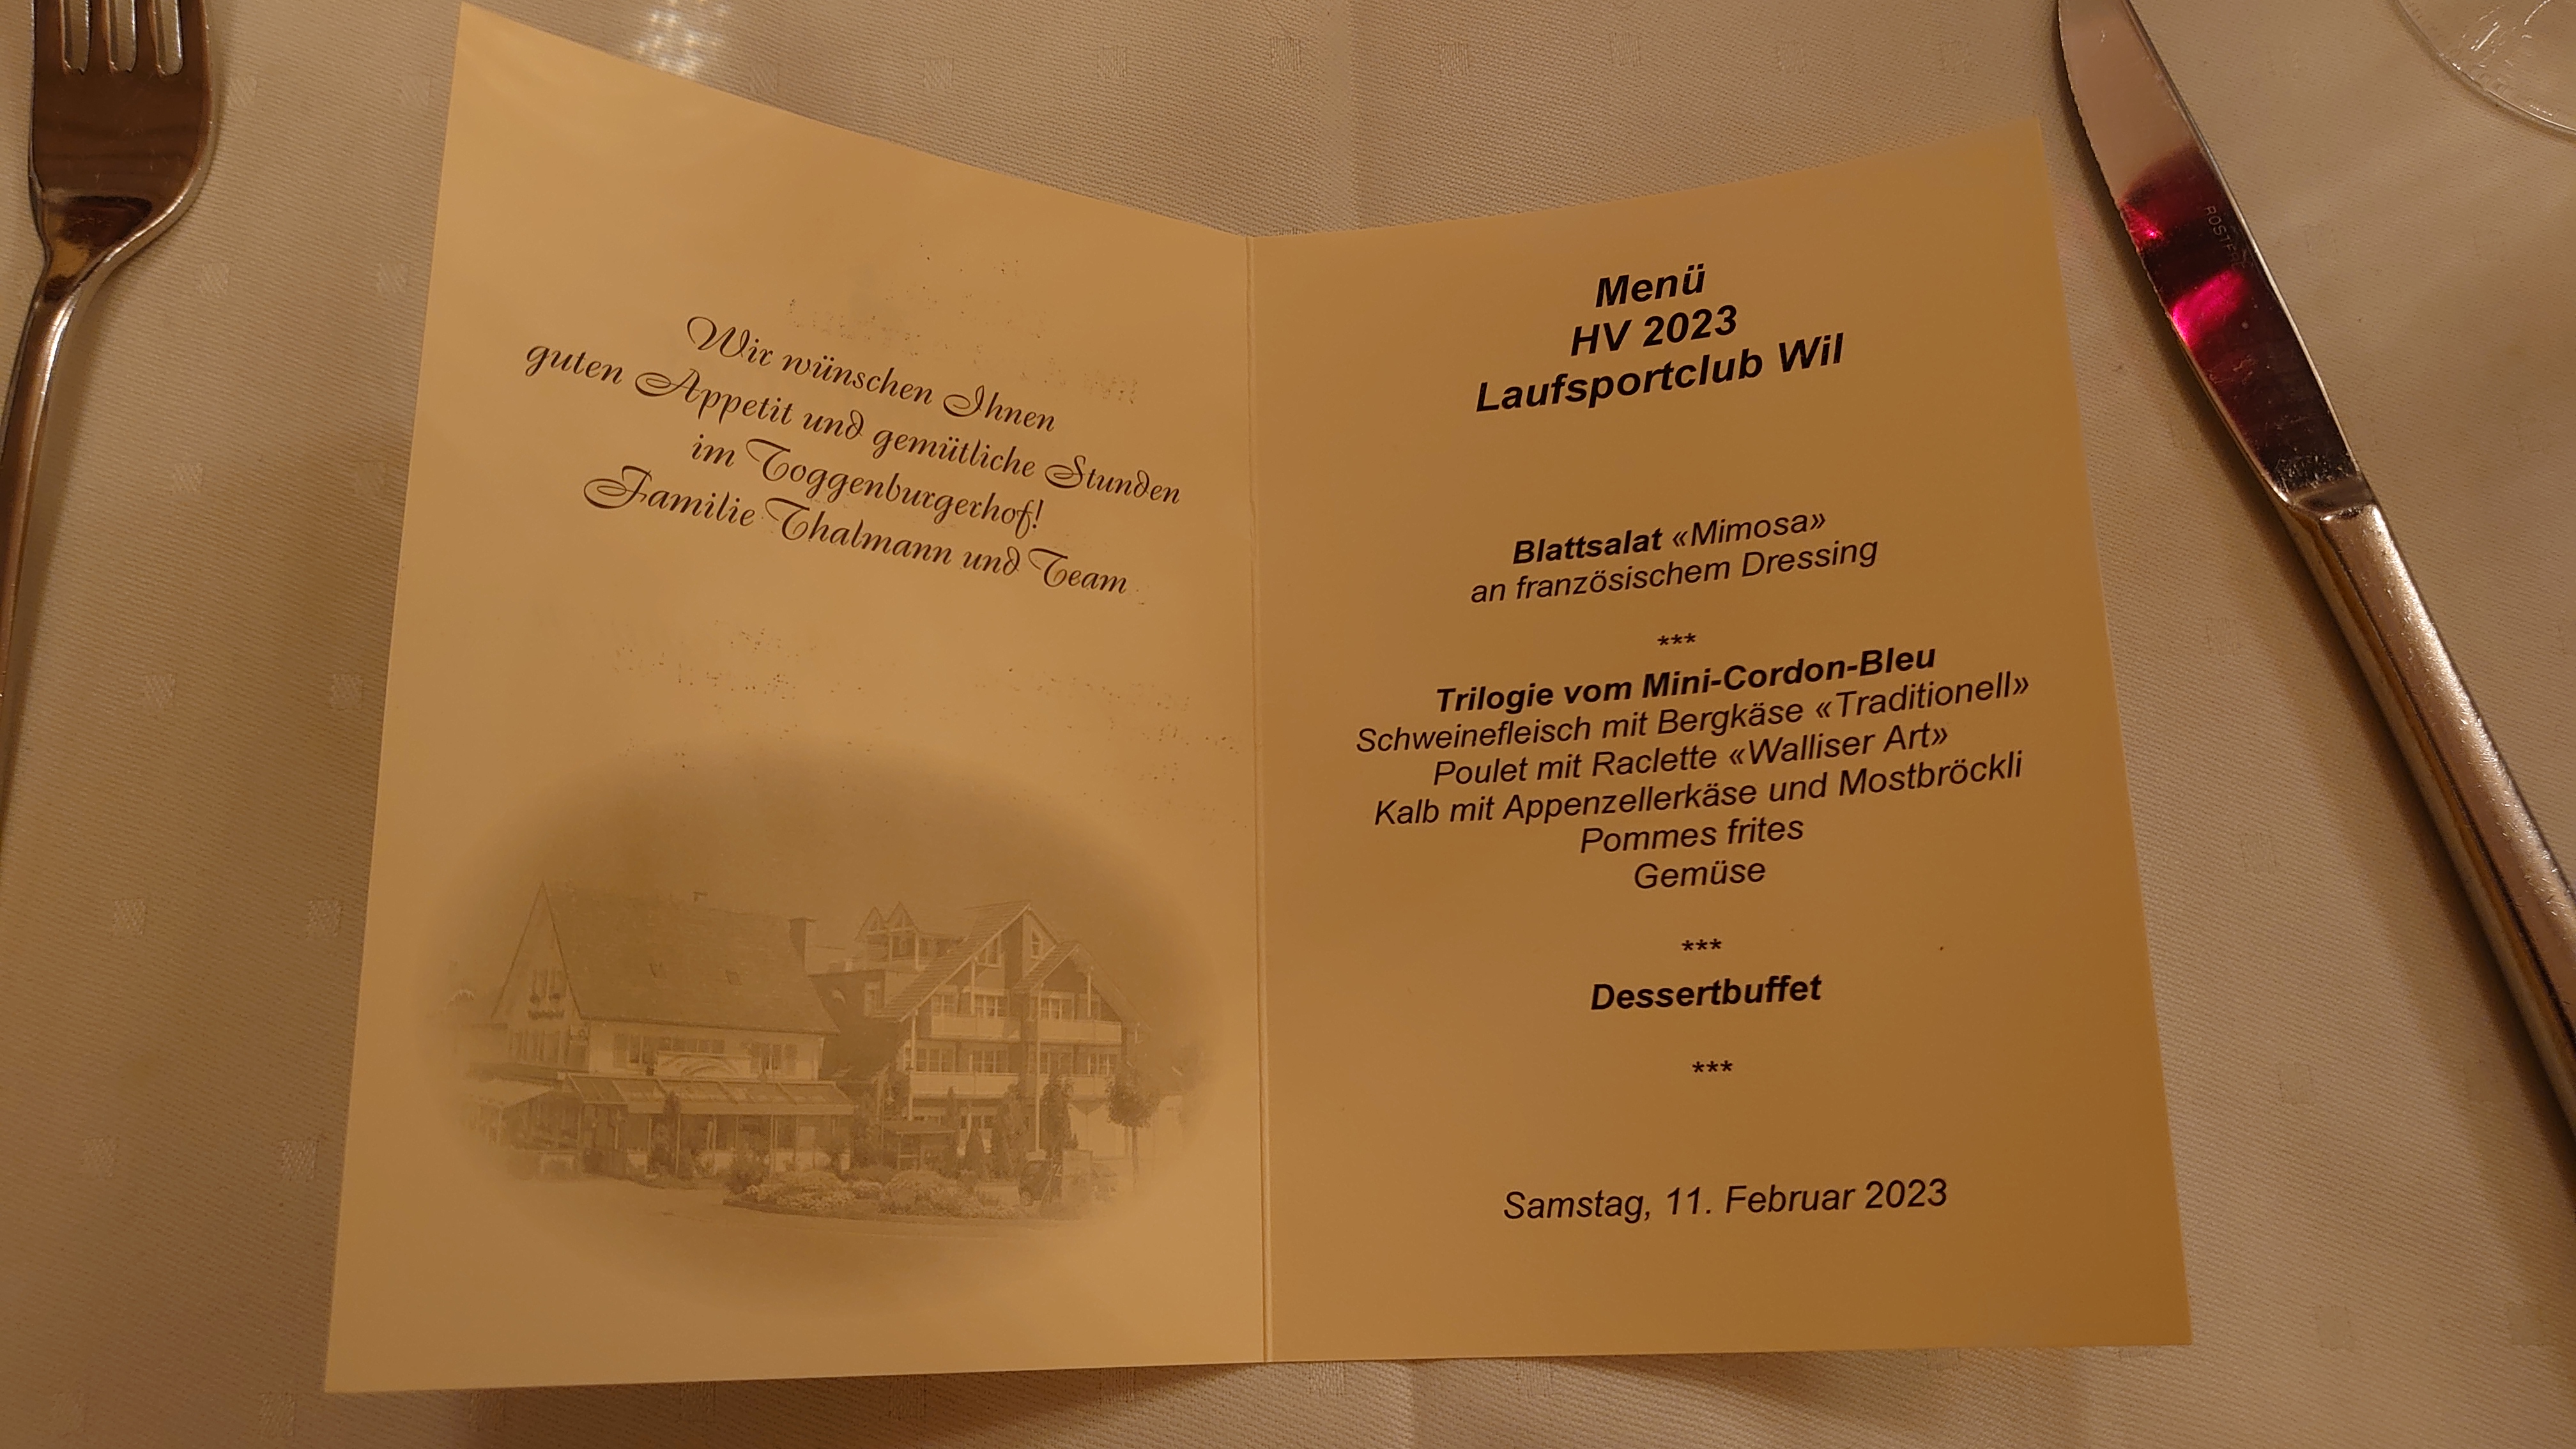 Wir wünschen Ihnen
guten Appetit und gemütliche Stunden
im Toggenburgerhof!
Familie Thalmann und Team
Menü
HV 2023
Laufsportclub Wil
Blattsalat «Mimosa»
an französischem Dressing
***
Trilogie vom Mini-Cordon-Bleu
Schweinefleisch mit Bergkäse «Traditionell»
Poulet mit Raclette «Walliser Art»
Kalb mit Appenzellerkäse und Mostbröckli
Pommes frites
Gemüse
***
Dessertbuffet
***
Samstag, 11. Februar 2023